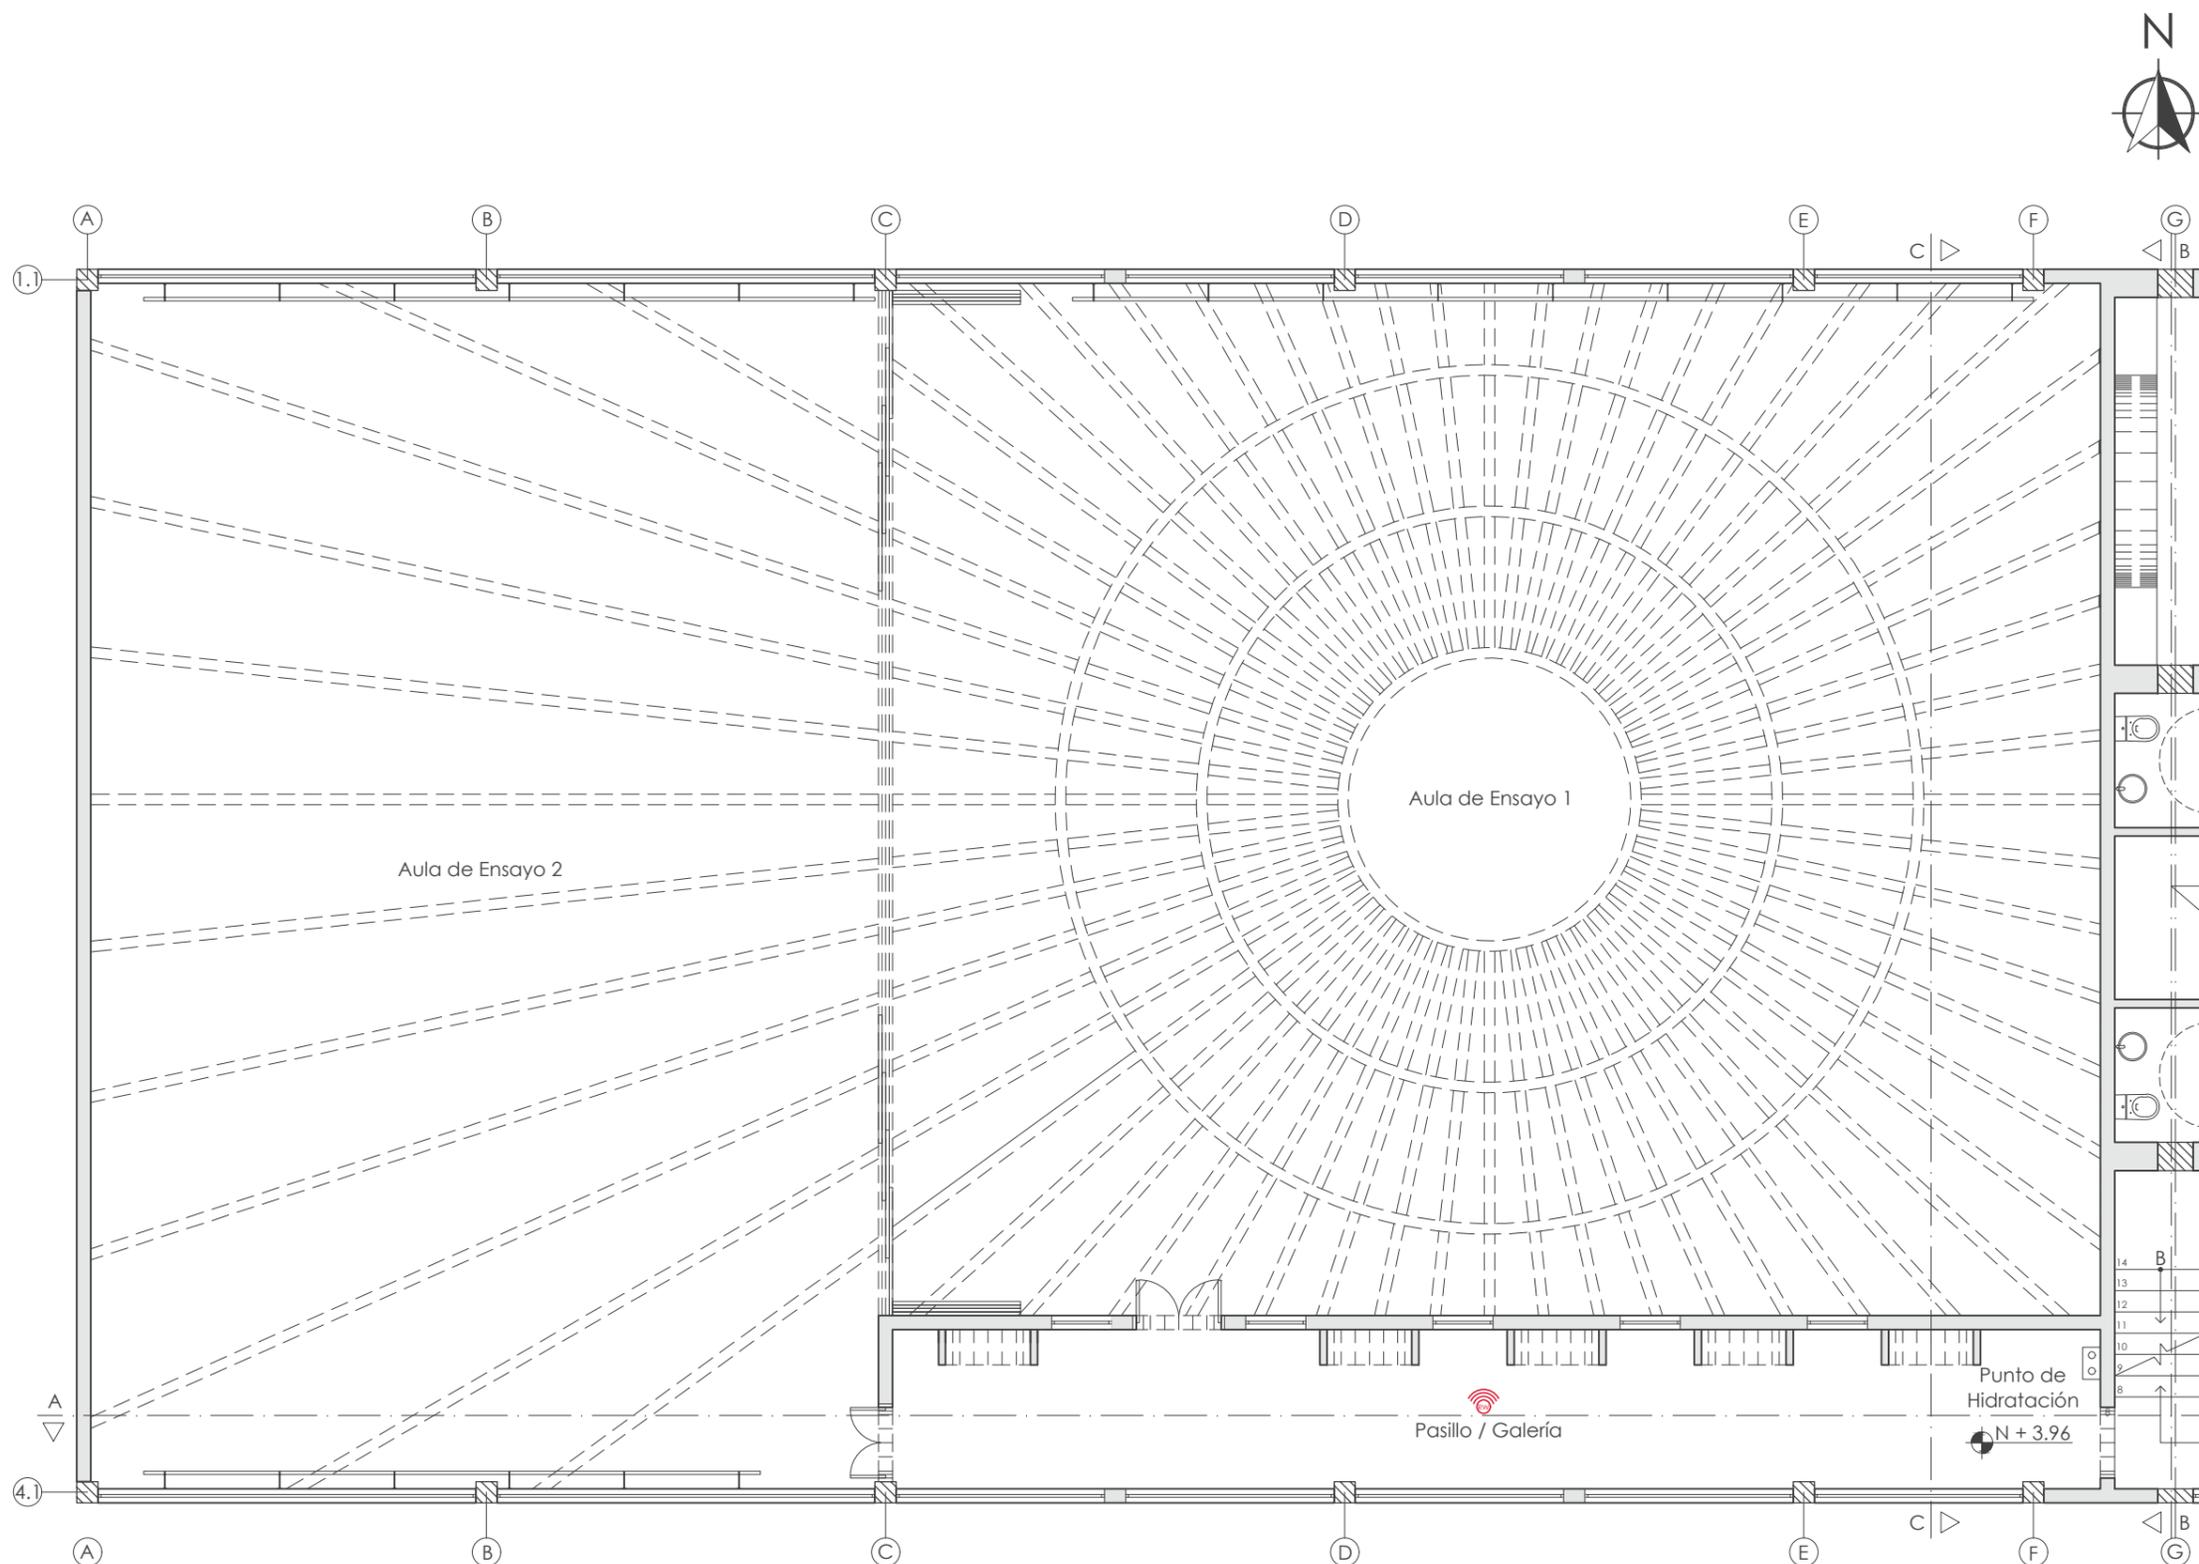 N
A
B
C
D
E
F
G
C
B
1.1
Aula de Ensayo 1
Aula de Ensayo 2
B
14
13
12
11
10
9
8
Punto de
Hidratación
A
Pasillo / Galería
N + 3.96
4.1
C
B
A
B
C
D
E
F
G